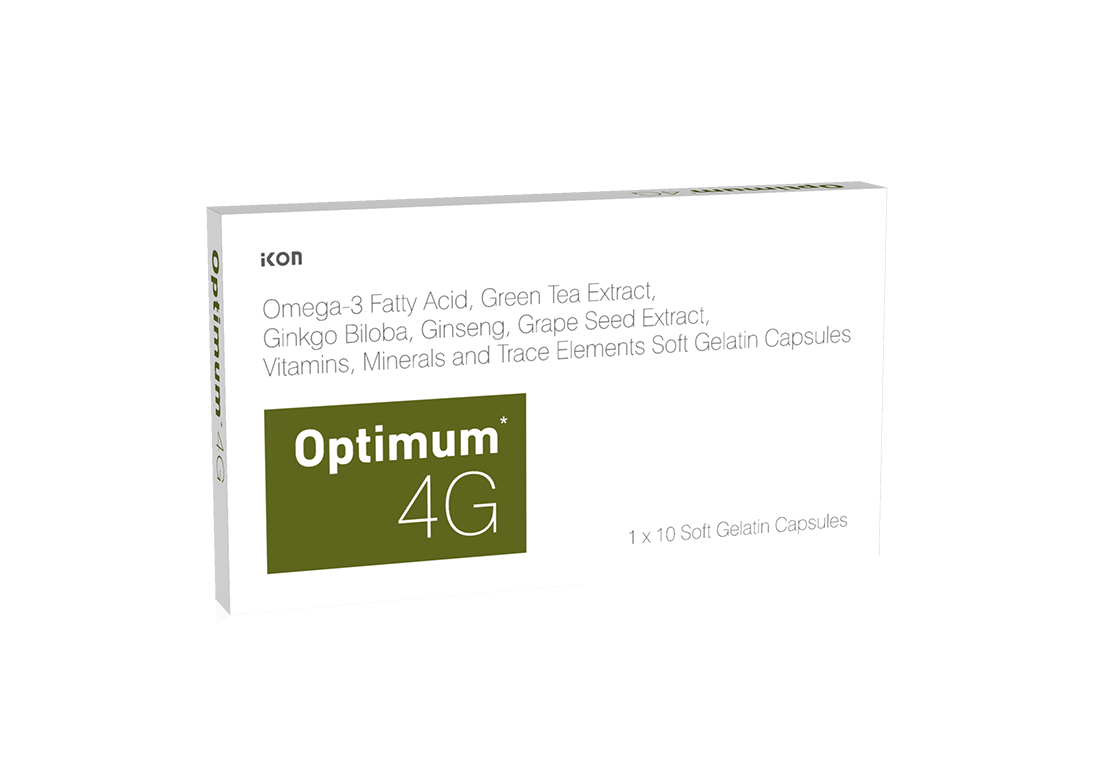 Optimum 4G
iKON
Omega-3 Fatty Acid, Green Tea Extract,
Ginkgo Biloba, Ginseng, Grape Seed Extract,
Vitamins, Minerals and Trace Elements Soft Gelatin Capsules
Optimum*
4G
1 x 10 Soft Gelatin Capsules
Optimum* 4G